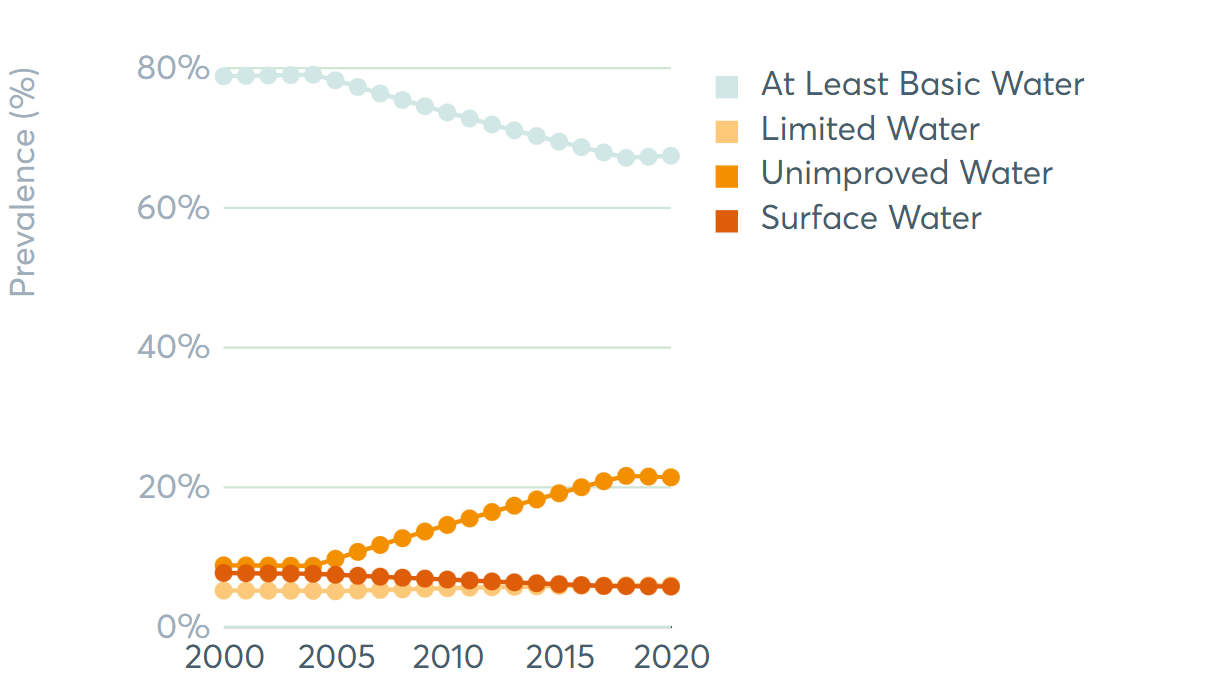 Prevalence (%)
80%
60%
40%
20%
0%
2000 2005 2010 2015 2020
At Least Basic Water
Limited Water
Unimproved Water
Surface Water